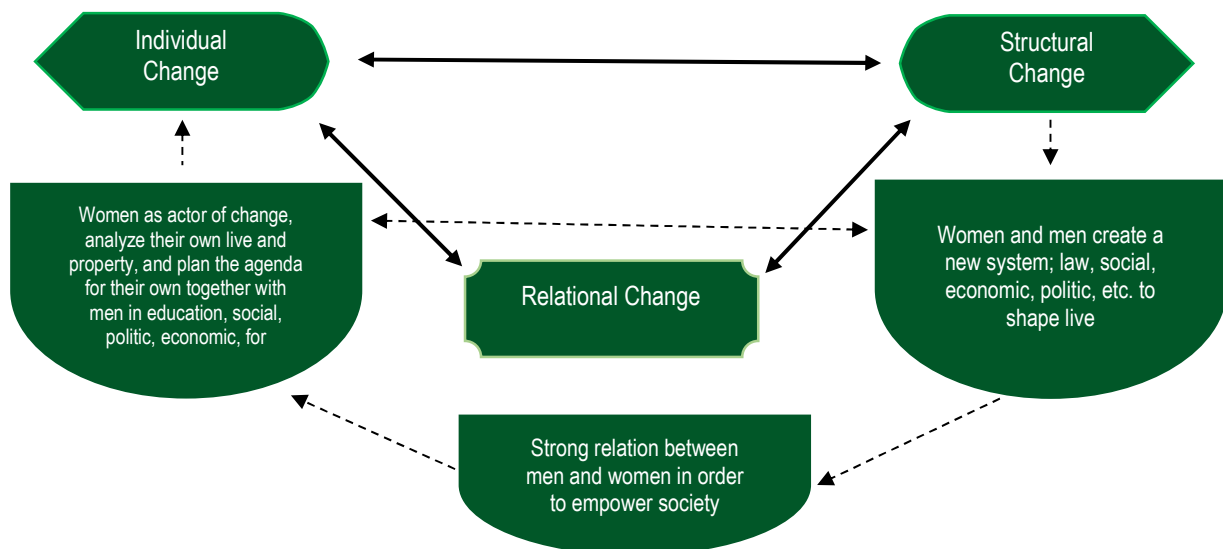 Individual
Change
Structural
Change
Women as actor of change,
analyze their own live and
property, and plan the agenda
for their own together with
men in education, social,
politic, economic, for
Women and men create a
new system; law, social,
economic, politic, etc. to
shape live
Relational Change
Strong relation between
men and women in order
to empower society